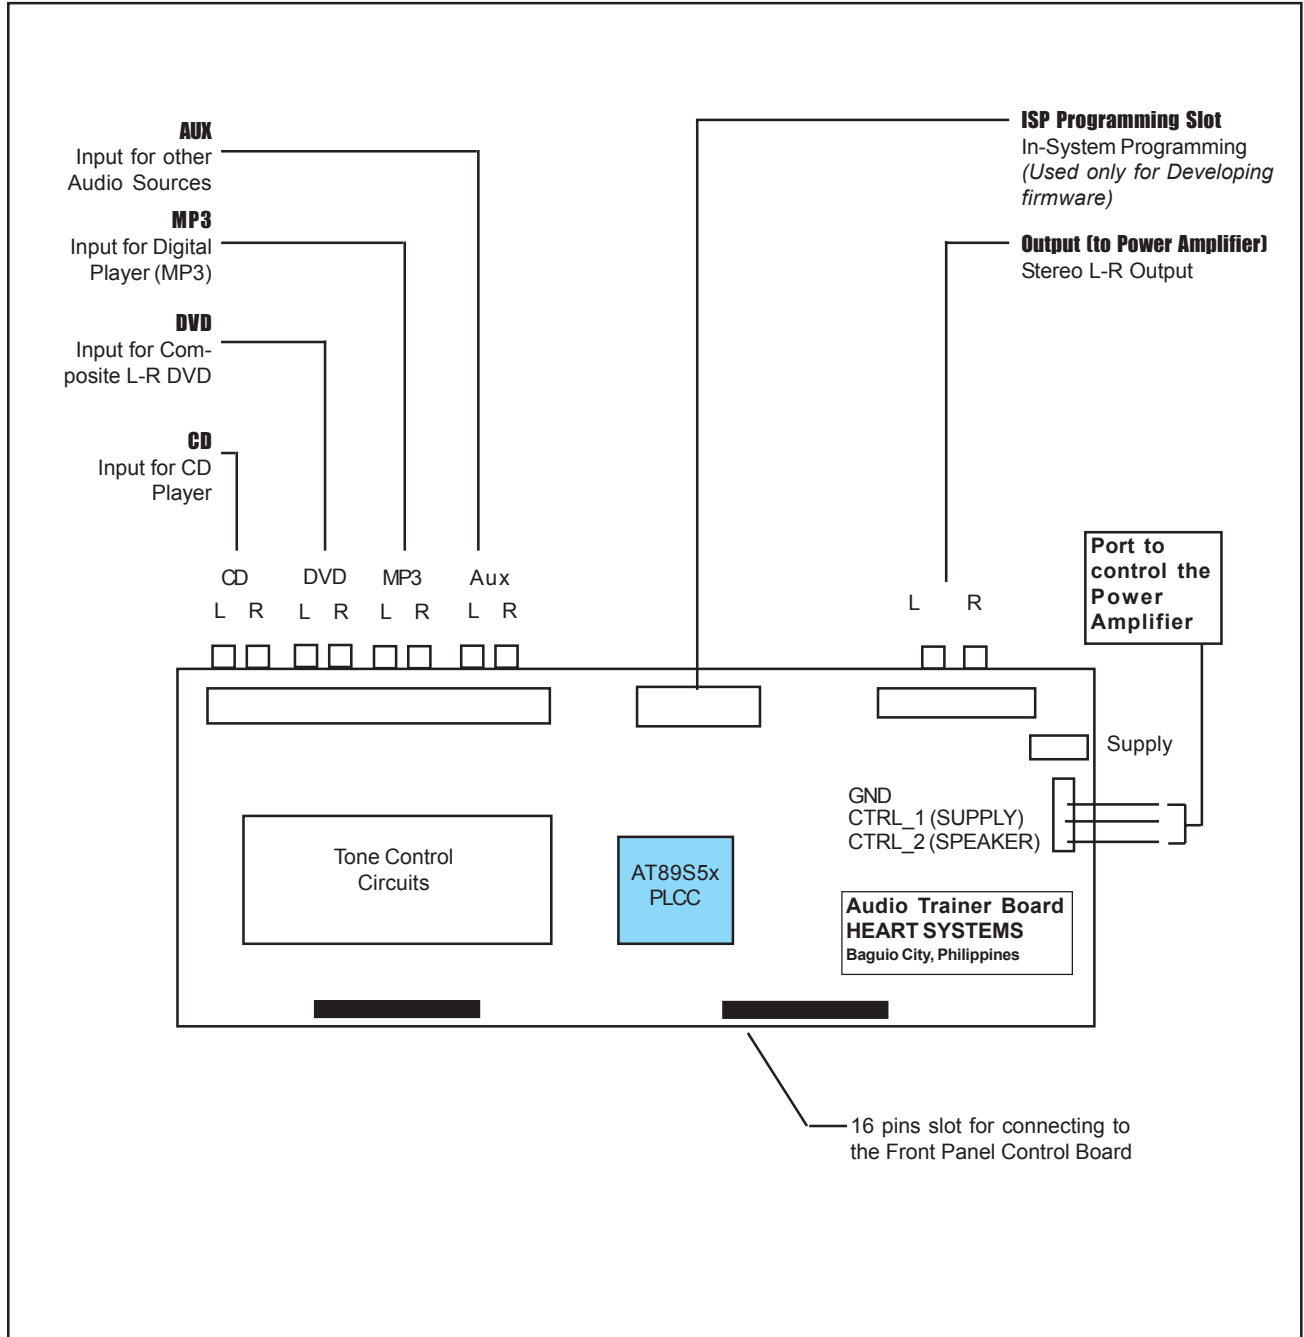 AUX
Input for other
Audio Sources
MP3
Input for Digital
Player (MP3)
DVD
Input for Com-
posite L-R DVD
CD
Input for CD
Player
ISP Programming Slot
In-System Programming
(Used only for Developing
firmware)
Output (to Power Amplifier)
Stereo L-R Output
Port to
control the
Power
Amplifier
CD DVD MP3 Aux
L R L R L R L R
L R
Supply
GND
CTRL_1 (SUPPLY)
CTRL_2 (SPEAKER)
Tone Control
Circuits
AT89S5x
PLCC
Audio Trainer Board
HEART SYSTEMS
Baguio City, Philippines
16 pins slot for connecting to
the Front Panel Control Board